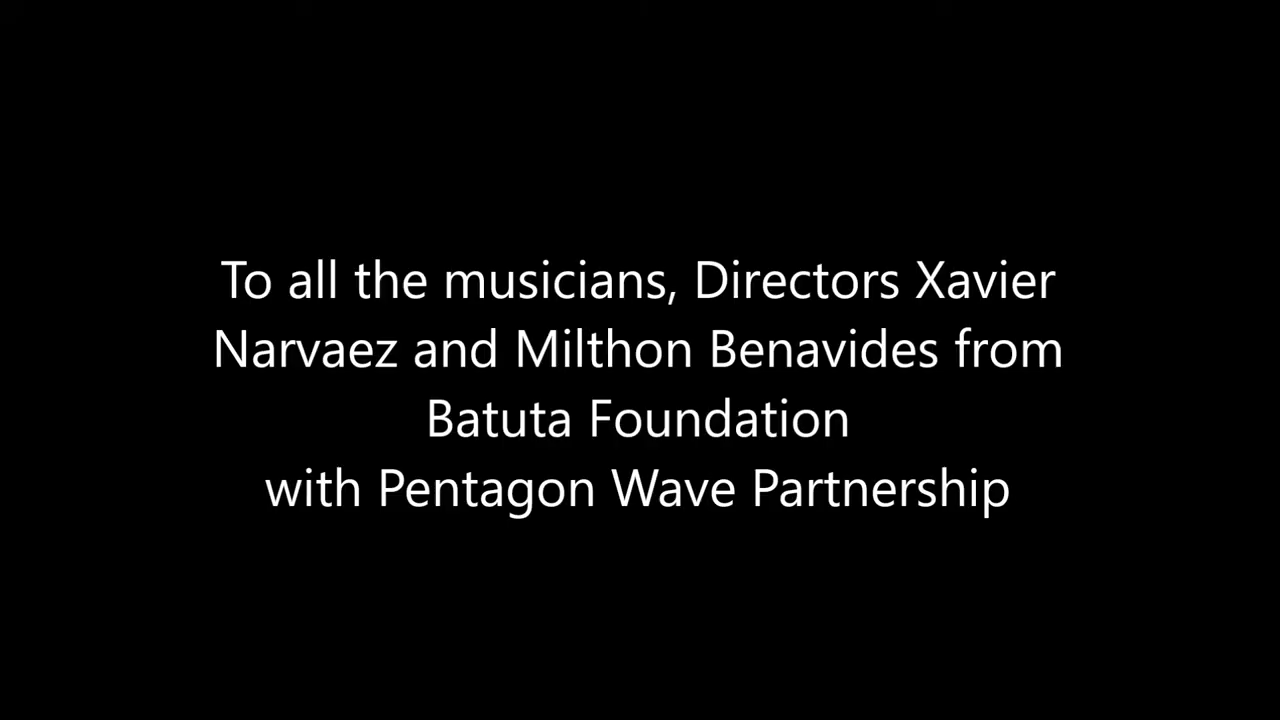 To all the musicians, Directors Xavier
Narvaez and Milthon Benavides from
Batuta Foundation
with Pentagon Wave Partnership